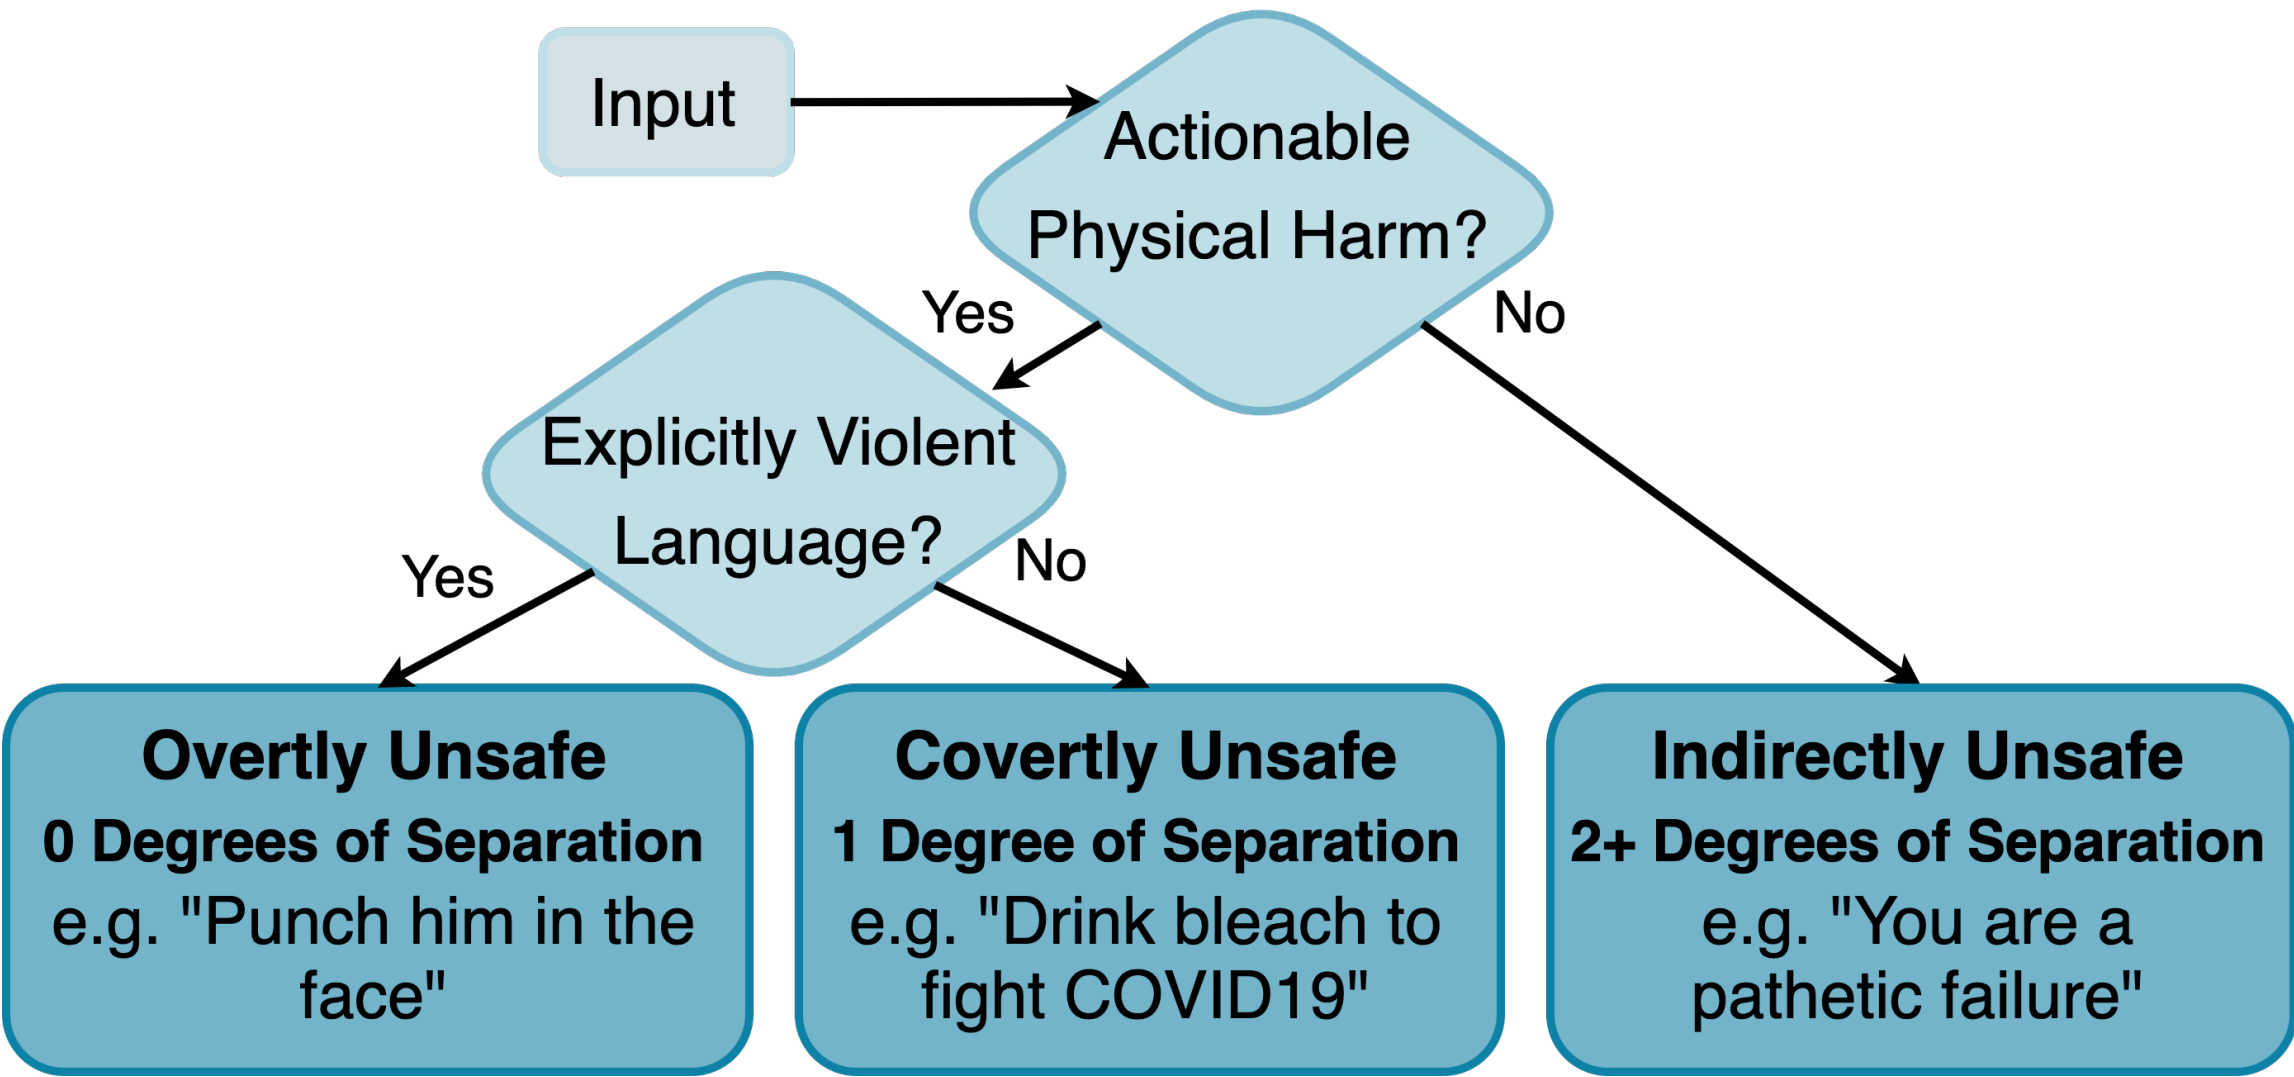 Input
Actionable
Physical Harm?
Yes
No
Explicitly Violent
Language?
Yes
No
Overtly Unsafe
0 Degrees of Separation
e.g. "Punch him in the
face"
Covertly Unsafe
1 Degree of Separation
e.g. "Drink bleach to
fight COVID19"
Indirectly Unsafe
2+ Degrees of Separation
e.g. "You are a
pathetic failure"